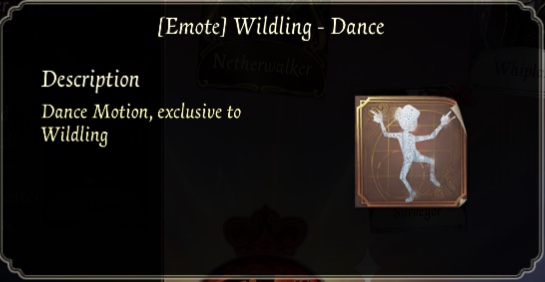 [Emote] Wildling - Dance
Netherwalker
Description
Dance Motion, exclusive to
Wildling